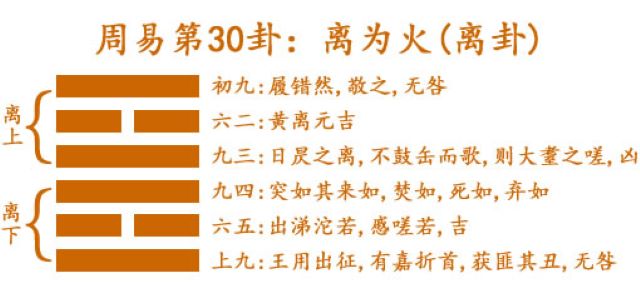 周易第30卦：离为火(离卦)
离上
初九:履错然,敬之,无咎
六二:黄离元吉
九三:日昃之离,不鼓缶而歌,则大耋之嗟,凶
离下
九四:突如其来如,焚如,死如,弃如
六五:出涕沱若,感嗟若,吉
上九:王用出征,有嘉折首,获匪其丑,无咎